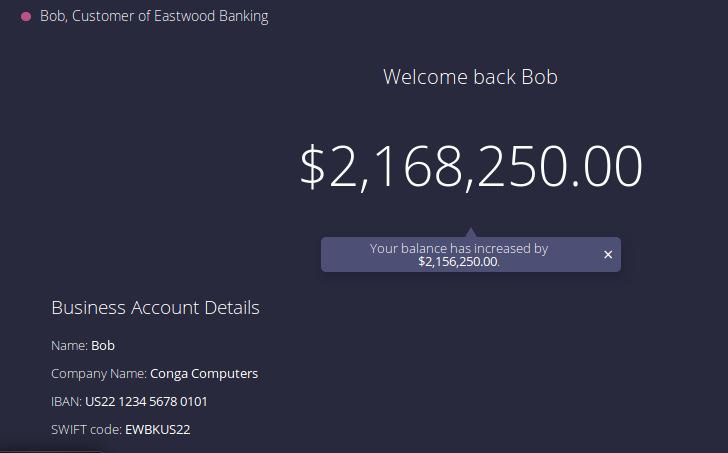 Bob, Customer of Eastwood Banking
Welcome back Bob
$2,168,250.00
Your balance has increased by
$2,156,250.00.
×
Business Account Details
Name: Bob
Company Name: Conga Computers
IBAN: US22 1234 5678 0101
SWIFT code: EWBKUS22